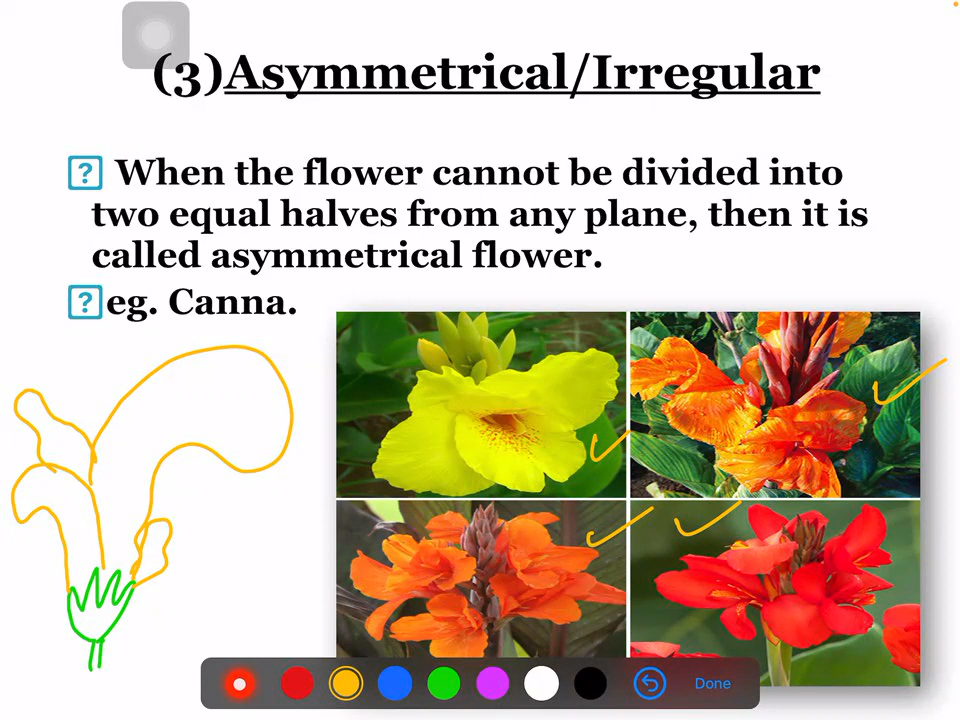 (3)Asymmetrical/Irregular
? When the flower cannot be divided into
two equal halves from any plane, then it is
called asymmetrical flower.
? eg. Canna.
Done